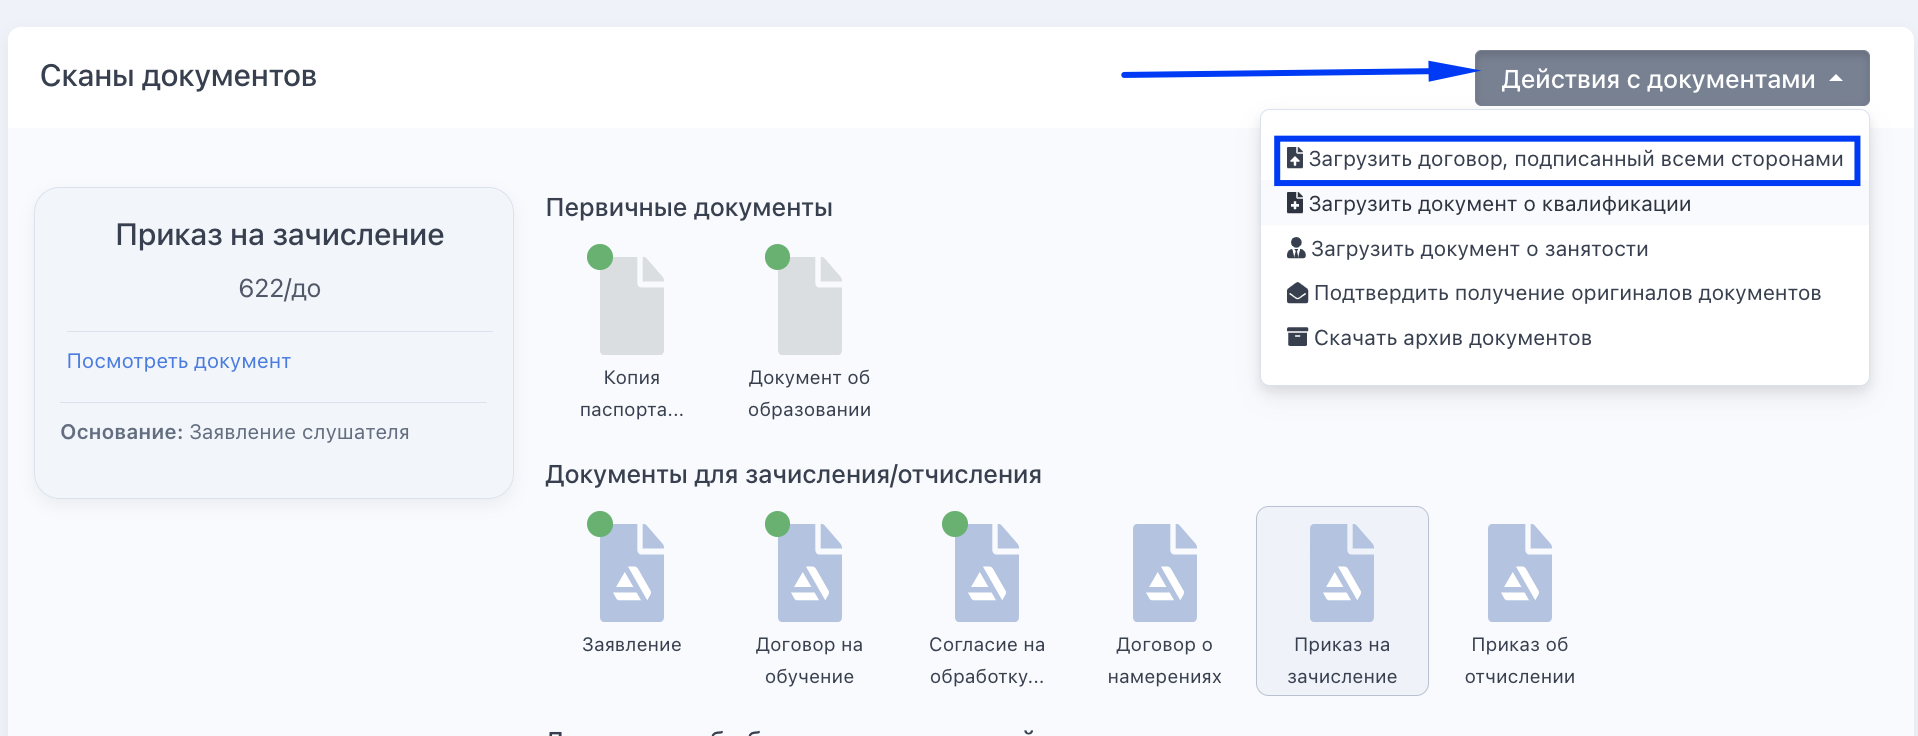 Сканы документов
Действия с документами
Загрузить договор, подписанный всеми сторонами
Загрузить документ о квалификации
Загрузить документ о занятости
Подтвердить получение оригиналов документов
Скачать архив документов
Приказ на зачисление
622/до
Посмотреть документ
Основание: Заявление слушателя
Первичные документы
Копия
паспорта...
Документ об
образовании
Документы для зачисления/отчисления
Заявление
Договор на
обучение
Согласие на
обработку...
Договор о
намерениях
Приказ на
зачисление
Приказ об
отчислении